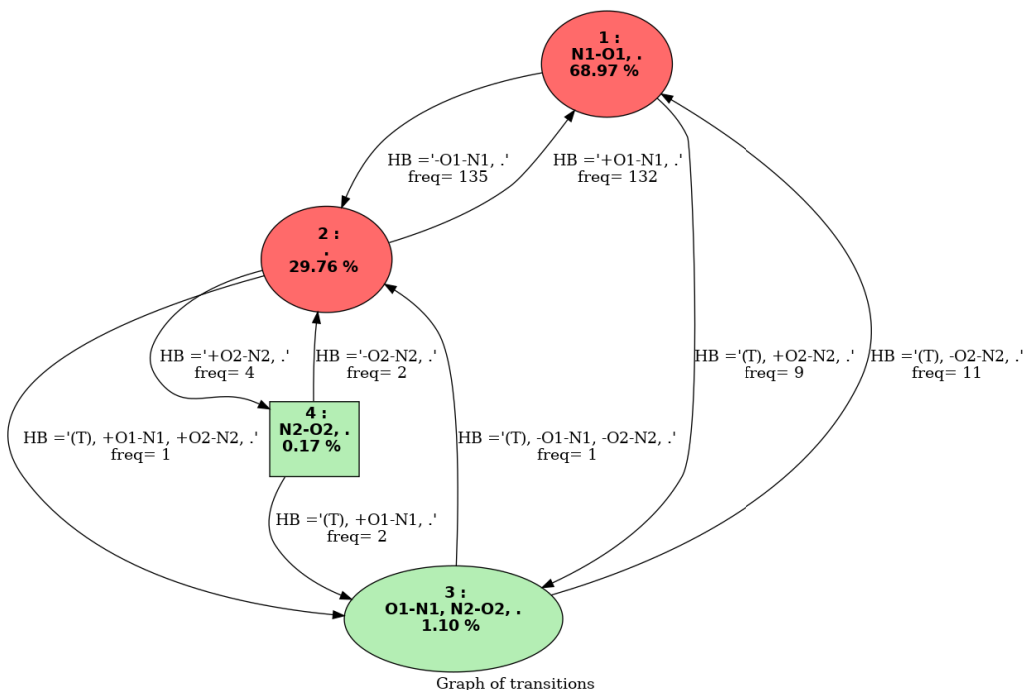 1 :
N1-O1, .
68.97 %
HB ='-O1-N1, .'
freq= 135
HB ='+O1-N1, .'
freq= 132
2 :
.
29.76 %
HB ='+O2-N2, .'
freq= 4
HB ='-O2-N2, .'
freq= 2
HB ='(T), +O2-N2, .'
freq= 9
HB ='(T), -O2-N2, .'
freq= 11
4 :
N2-O2, .
0.17 %
HB ='(T), +O1-N1, +O2-N2, .'
freq= 1
HB ='(T), -O1-N1, -O2-N2, .'
freq= 1
HB ='(T), +O1-N1, .'
freq= 2
3 :
O1-N1, N2-O2, .
1.10 %
Graph of transitions